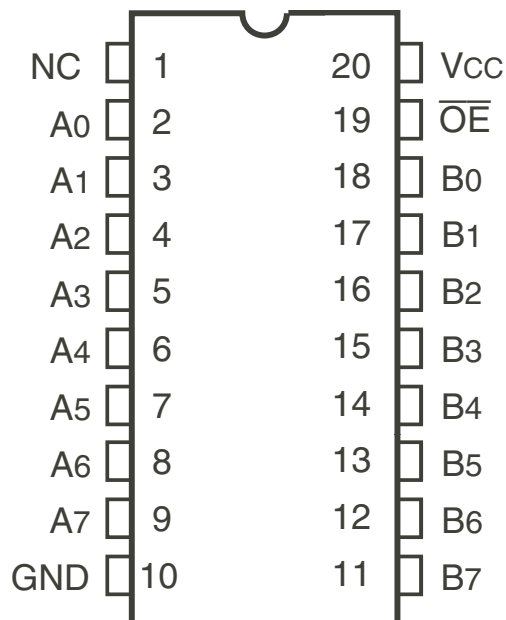 NC 1 20 VCC
A0 2 19 O̅E̅
A1 3 18 B0
A2 4 17 B1
A3 5 16 B2
A4 6 15 B3
A5 7 14 B4
A6 8 13 B5
A7 9 12 B6
GND 10 11 B7